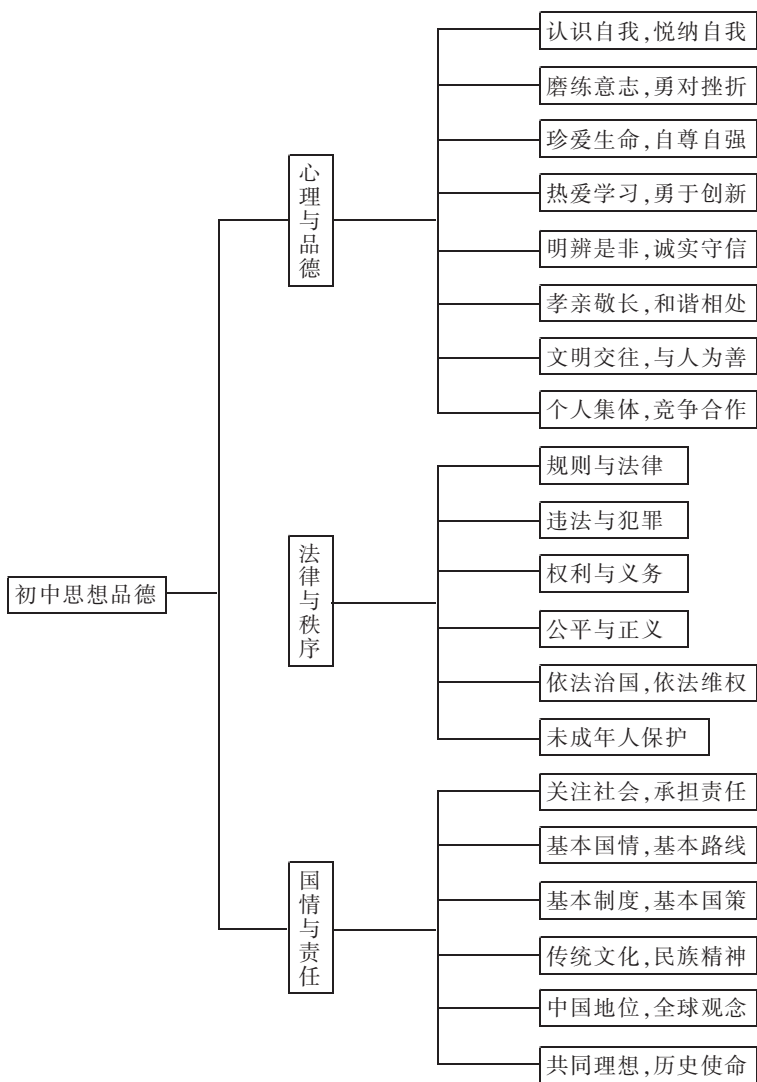 初中思想品德
心理与品德
认识自我,悦纳自我
磨练意志,勇对挫折
珍爱生命,自尊自强
热爱学习,勇于创新
明辨是非,诚实守信
孝亲敬长,和谐相处
文明交往,与人为善
个人集体,竞争合作
法律与秩序
规则与法律
违法与犯罪
权利与义务
公平与正义
依法治国,依法维权
未成年人保护
国情与责任
关注社会,承担责任
基本国情,基本路线
基本制度,基本国策
传统文化,民族精神
中国地位,全球观念
共同理想,历史使命